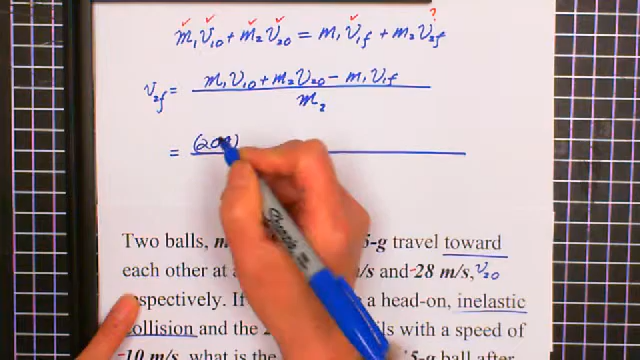 ?
✓ ✓ ✓ ✓ ✓
m₁v₁₀ + m₂v₂₀ = m₁v₁f + m₂v₂f
v₂f = m₁v₁₀ + m₂v₂₀ - m₁v₁f
m₂
= (20
Two balls, 5-g travel toward
each other at a /s and -28 m/s, v₂₀
respectively. If a head-on, inelastic
collision and the 2 ls with a speed of
-10 m/s, what is the 5-g ball after